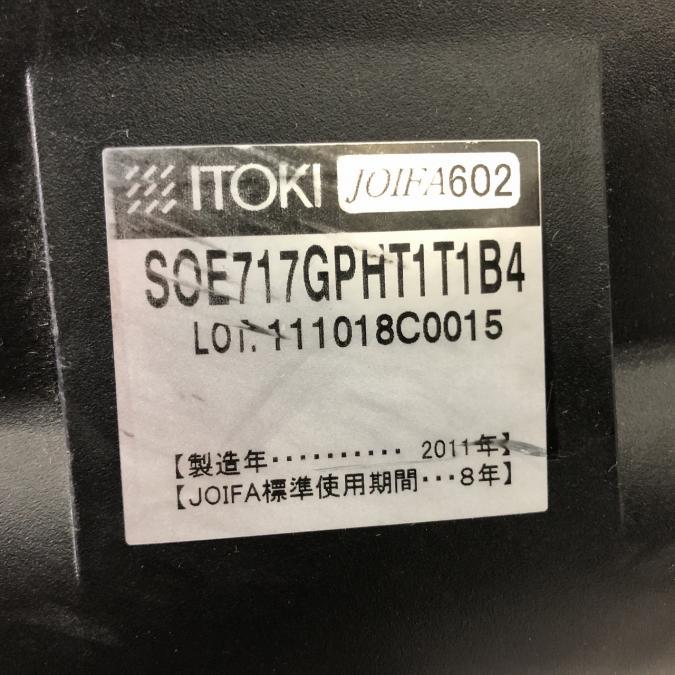 ITOKI JOIFA602
SOE717GPHT1T1B4
LOT. 111018C0015
【製造年・・・・・・・・・・ 2011年】
【JOIFA標準使用期間・・・8年】